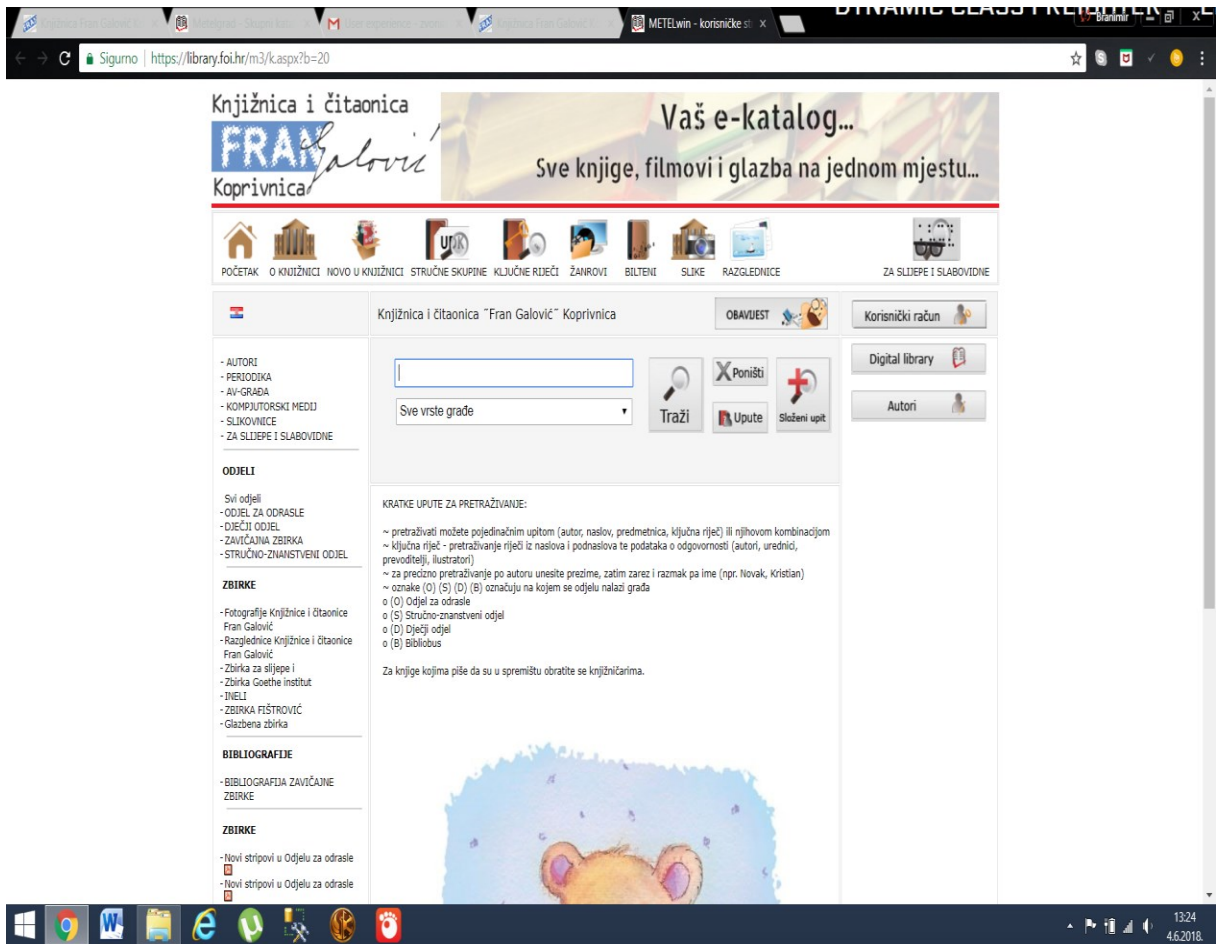 Knjižnica Fran Galović
User experience
METELwin - korisničke st
DYNAMIC CLASS FREIGHTER
Branimir
Sigurno | https://library.foi.hr/m3/k.aspx?b=20
Knjižnica i čitaonica
FRAN Galović
Koprivnica
Vaš e-katalog...
Sve knjige, filmovi i glazba na jednom mjestu...
UDK
POČETAK O KNJIŽNICI NOVO U KNJIŽNICI STRUČNE SKUPINE KLJUČNE RIJEČI ŽANROVI BILTENI SLIKE RAZGLEDNICE ZA SLIJEPE I SLABOVIDNE
Knjižnica i čitaonica ˝Fran Galović˝ Koprivnica
OBAVIJEST
Korisnički račun
- AUTORI
- PERIODIKA
- AV-GRAĐA
- KOMPJUTORSKI MEDIJ
- SLIKOVNICE
- ZA SLIJEPE I SLABOVIDNE
ODJELI
Svi odjeli
- ODJEL ZA ODRASLE
- DJEČJI ODJEL
- ZAVIČAJNA ZBIRKA
- STRUČNO-ZNANSTVENI ODJEL
ZBIRKE
- Fotografije Knjižnice i čitaonice
Fran Galović
- Razglednice Knjižnice i čitaonice
Fran Galović
- Zbirka za slijepe i
- Zbirka Goethe institut
- INELI
- ZBIRKA FIŠTROVIĆ
- Glazbena zbirka
BIBLIOGRAFIJE
- BIBLIOGRAFIJA ZAVIČAJNE
ZBIRKE
ZBIRKE
- Novi stripovi u Odjelu za odrasle
- Novi stripovi u Odjelu za odrasle
Sve vrste građe
Traži
Poništi
Upute
Složeni upit
Digital library
Autori
KRATKE UPUTE ZA PRETRAŽIVANJE:
~ pretraživati možete pojedinačnim upitom (autor, naslov, predmetnica, ključna riječ) ili njihovom kombinacijom
~ ključna riječ - pretraživanje riječi iz naslova i podnaslova te podataka o odgovornosti (autori, urednici,
prevoditelji, ilustratori)
~ za precizno pretraživanje po autoru unesite prezime, zatim zarez i razmak pa ime (npr. Novak, Kristian)
~ oznake (O) (S) (D) (B) označuju na kojem se odjelu nalazi građa
o (O) Odjel za odrasle
o (S) Stručno-znanstveni odjel
o (D) Dječji odjel
o (B) Bibliobus
Za knjige kojima piše da su u spremištu obratite se knjižničarima.
13:24
4.6.2018.